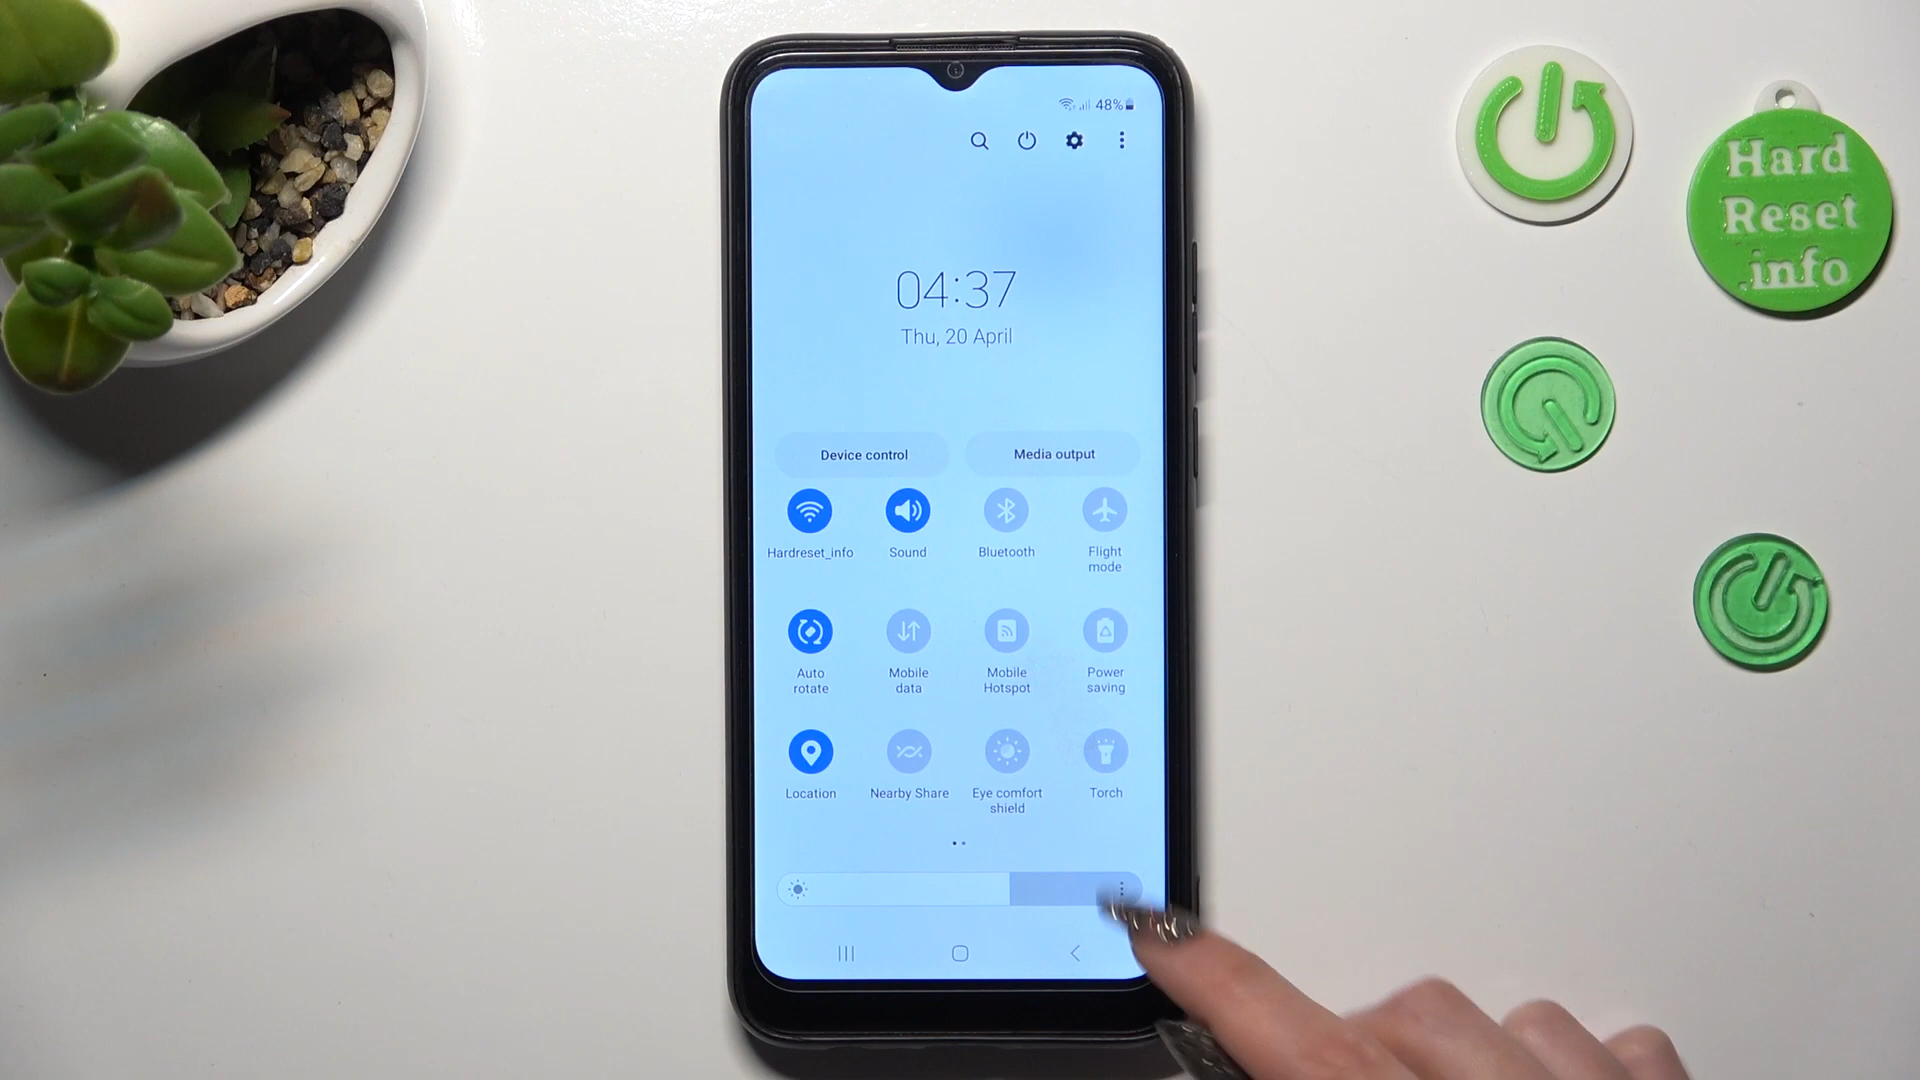 48%
04:37
Thu, 20 April
Device control
Media output
Hardreset_info
Sound
Bluetooth
Flight
mode
Auto
rotate
Mobile
data
Mobile
Hotspot
Power
saving
Location
Nearby Share
Eye comfort
shield
Torch
Hard
Reset
.info